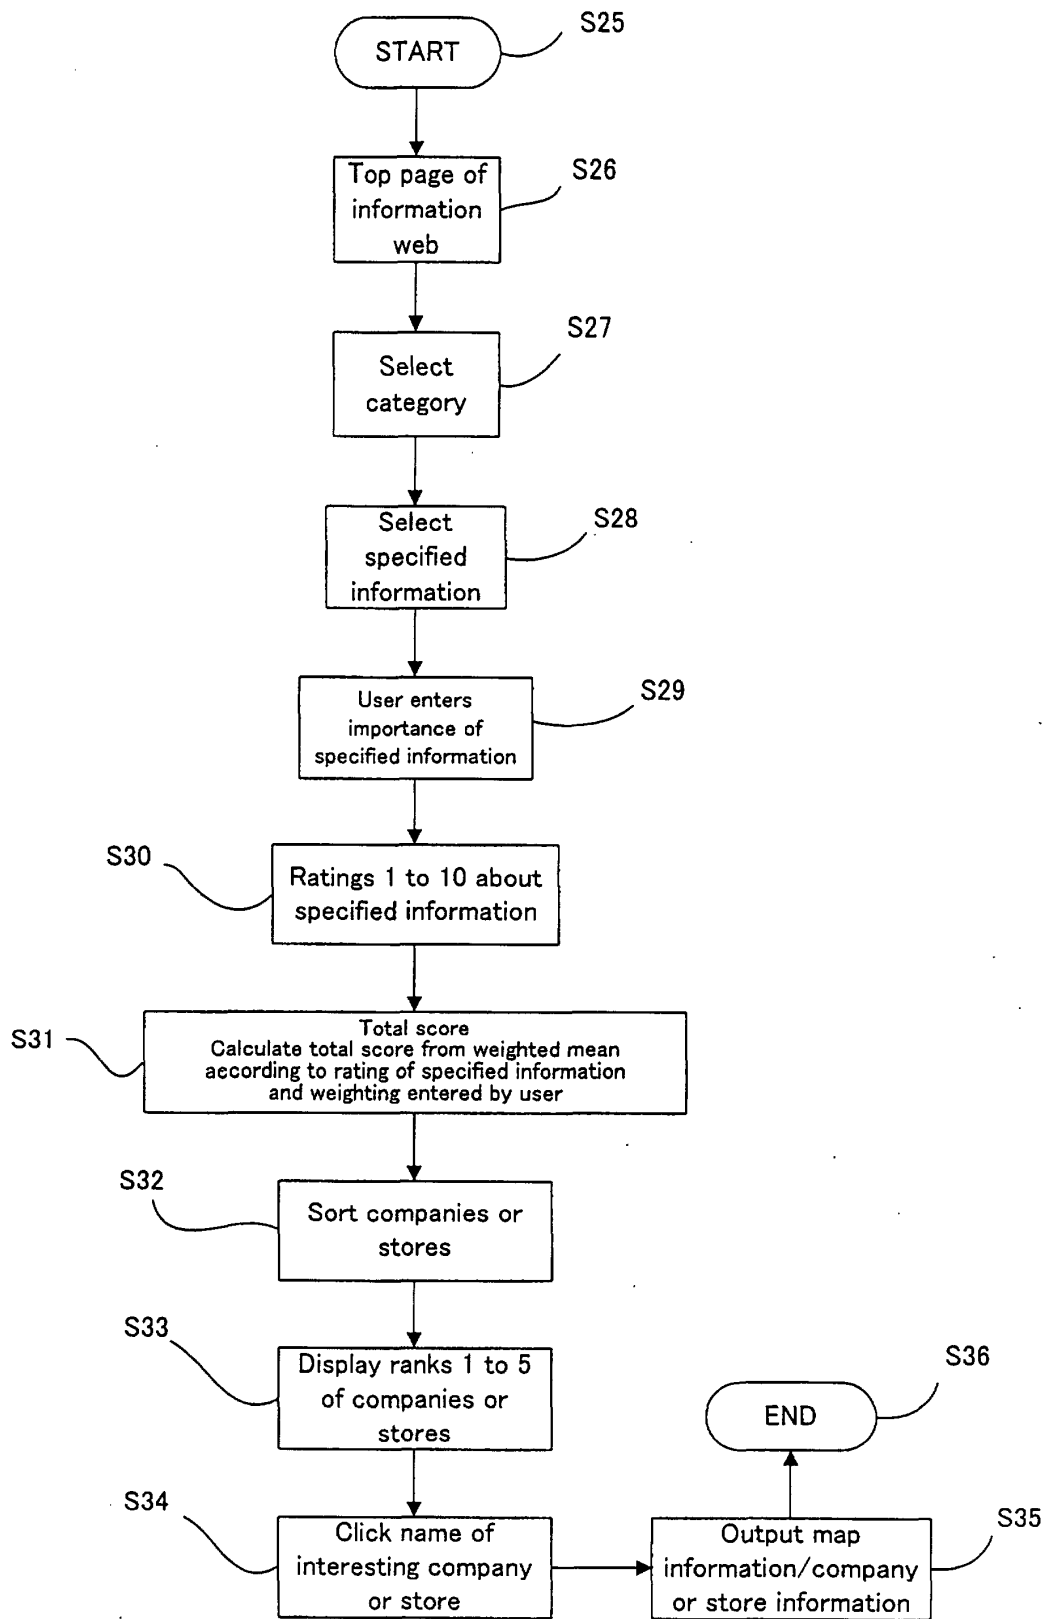 START
S25
Top page of
information
web
S26
Select
category
S27
Select
specified
information
S28
User enters
importance of
specified information
S29
S30
Ratings 1 to 10 about
specified information
S31
Total score
Calculate total score from weighted mean
according to rating of specified information
and weighting entered by user
S32
Sort companies or
stores
S33
Display ranks 1 to 5
of companies or
stores
S34
Click name of
interesting company
or store
Output map
information/company
or store information
S35
END
S36